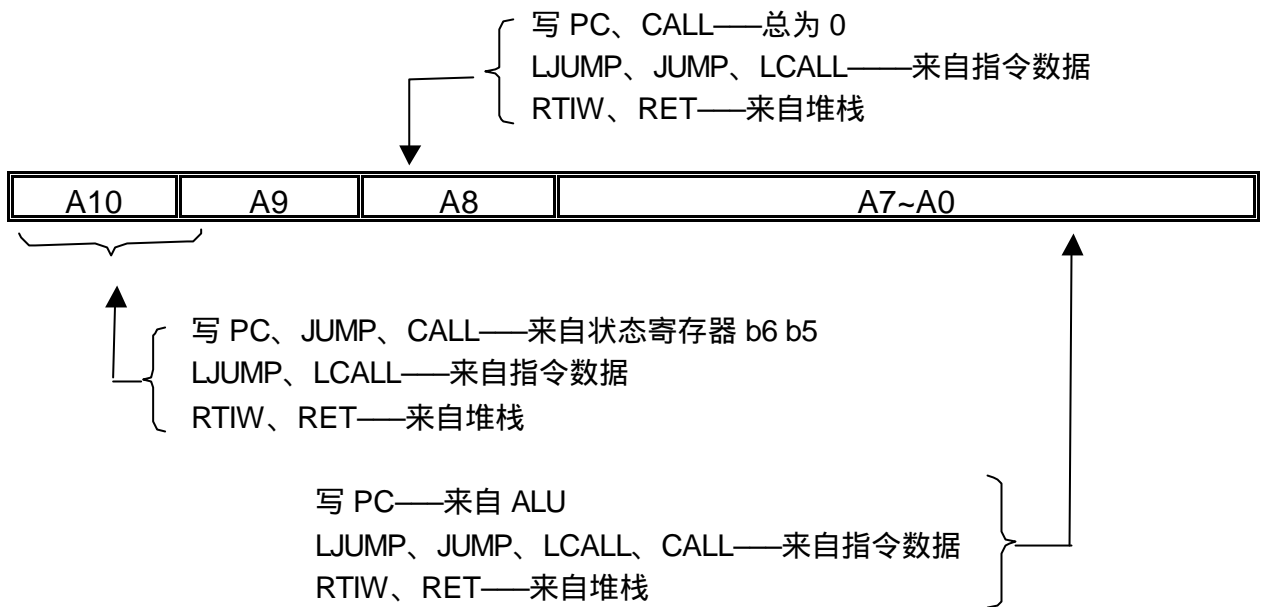 写 PC、CALL——总为 0
LJUMP、JUMP、LCALL——来自指令数据
RTIW、RET——来自堆栈
A10 A9 A8 A7~A0
写 PC、JUMP、CALL——来自状态寄存器 b6 b5
LJUMP、LCALL——来自指令数据
RTIW、RET——来自堆栈
写 PC——来自 ALU
LJUMP、JUMP、LCALL、CALL——来自指令数据
RTIW、RET——来自堆栈